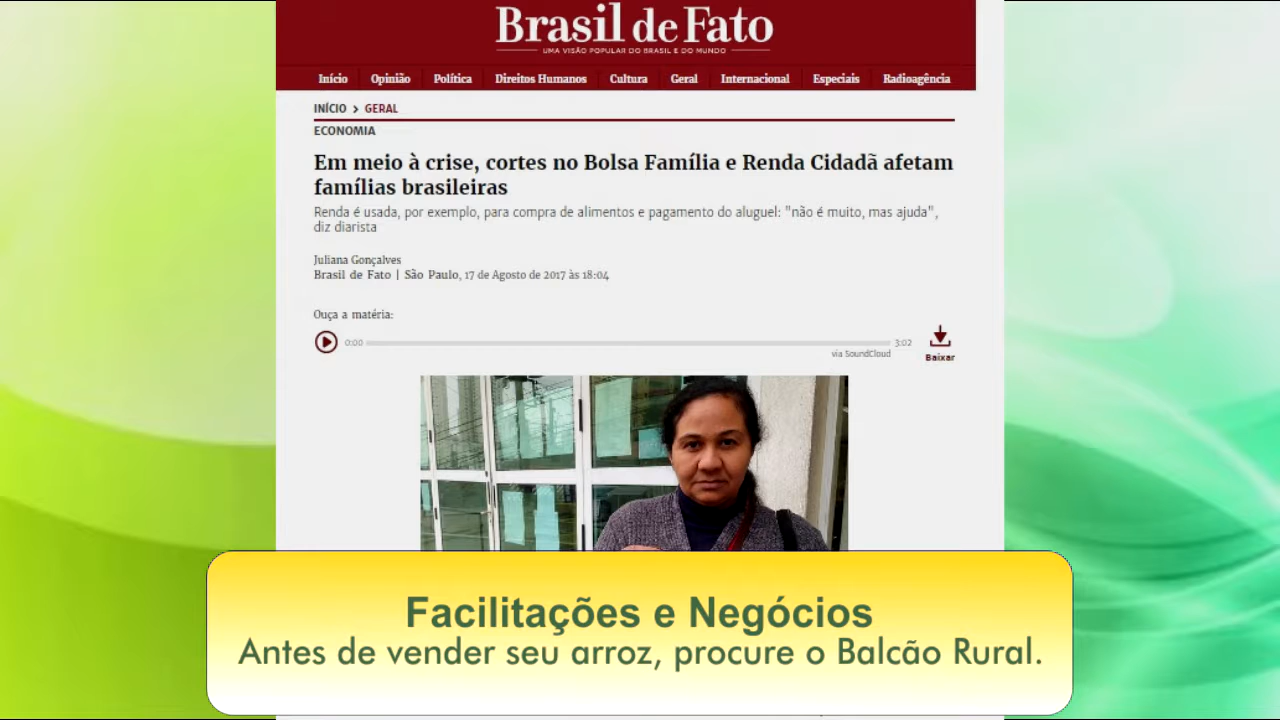 Brasil de Fato
UMA VISÃO POPULAR DO BRASIL E DO MUNDO
Início Opinião Política Direitos Humanos Cultura Geral Internacional Especiais Radioagência
INÍCIO > GERAL
ECONOMIA
Em meio à crise, cortes no Bolsa Família e Renda Cidadã afetam
famílias brasileiras
Renda é usada, por exemplo, para compra de alimentos e pagamento do aluguel: "não é muito, mas ajuda",
diz diarista
Juliana Gonçalves
Brasil de Fato | São Paulo, 17 de Agosto de 2017 às 18:04
Ouça a matéria:
0:00 3:02
via SoundCloud
Baixar
Facilitações e Negócios
Antes de vender seu arroz, procure o Balcão Rural.